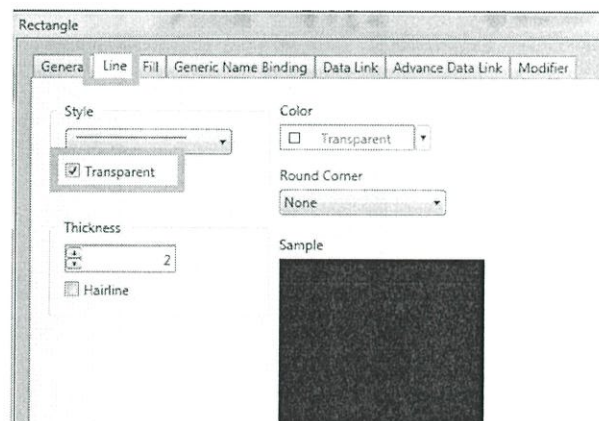 Rectangle
Genera Line Fill Generic Name Binding Data Link Advance Data Link Modifier
Style
Transparent
Thickness
2
Hairline
Color
Transparent
Round Corner
None
Sample